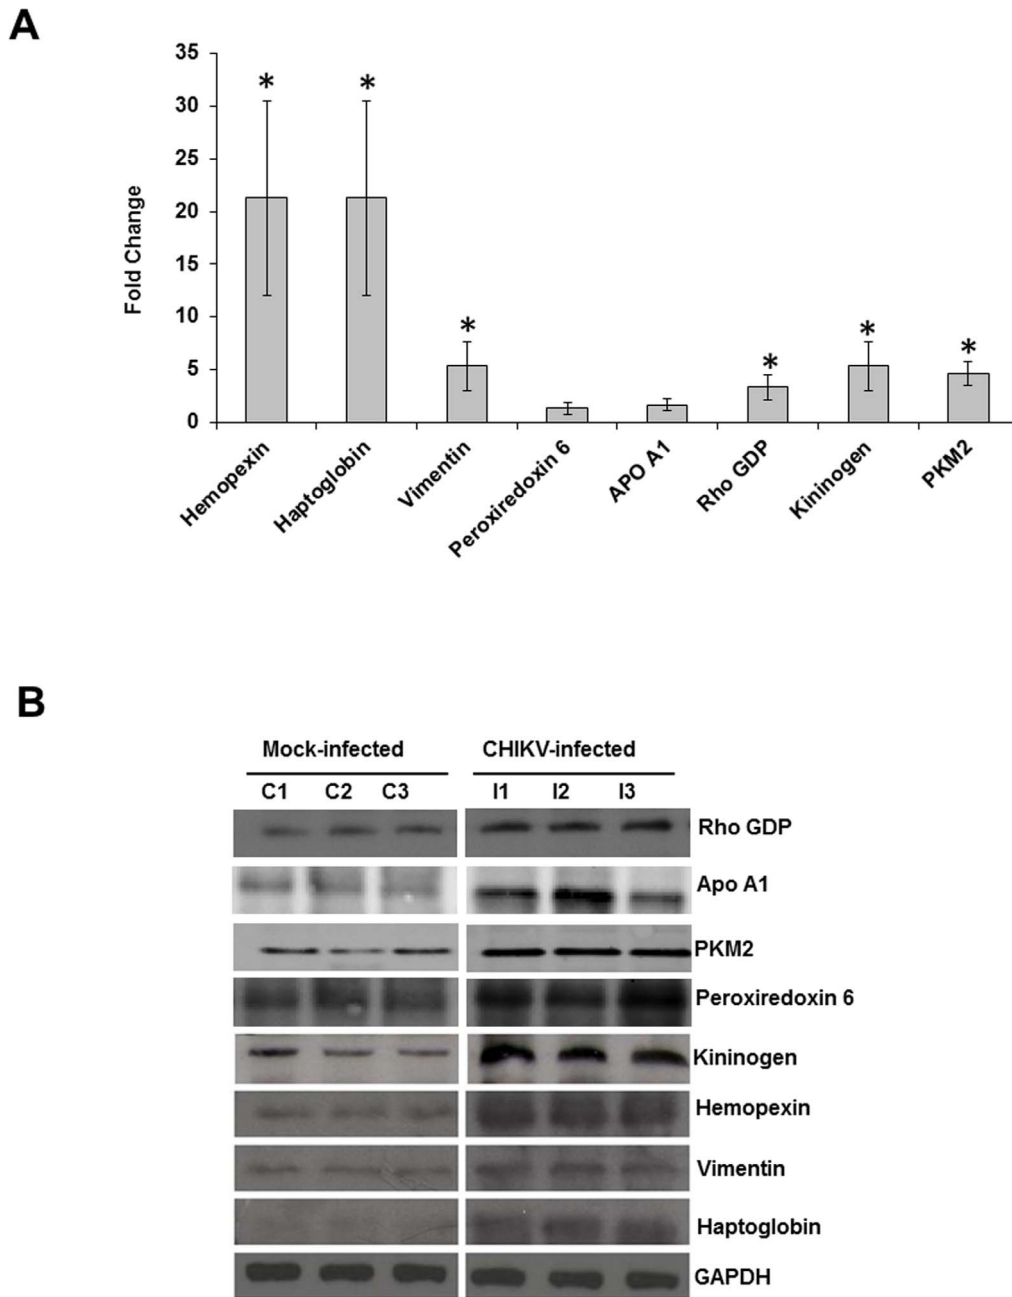 A
35
30
25
20
15
10
5
0
Fold Change
* * * * * *
Hemopexin Haptoglobin Vimentin Peroxiredoxin 6 APO A1 Rho GDP Kininogen PKM2
B
Mock-infected CHIKV-infected
C1 C2 C3 I1 I2 I3
Rho GDP
Apo A1
PKM2
Peroxiredoxin 6
Kininogen
Hemopexin
Vimentin
Haptoglobin
GAPDH